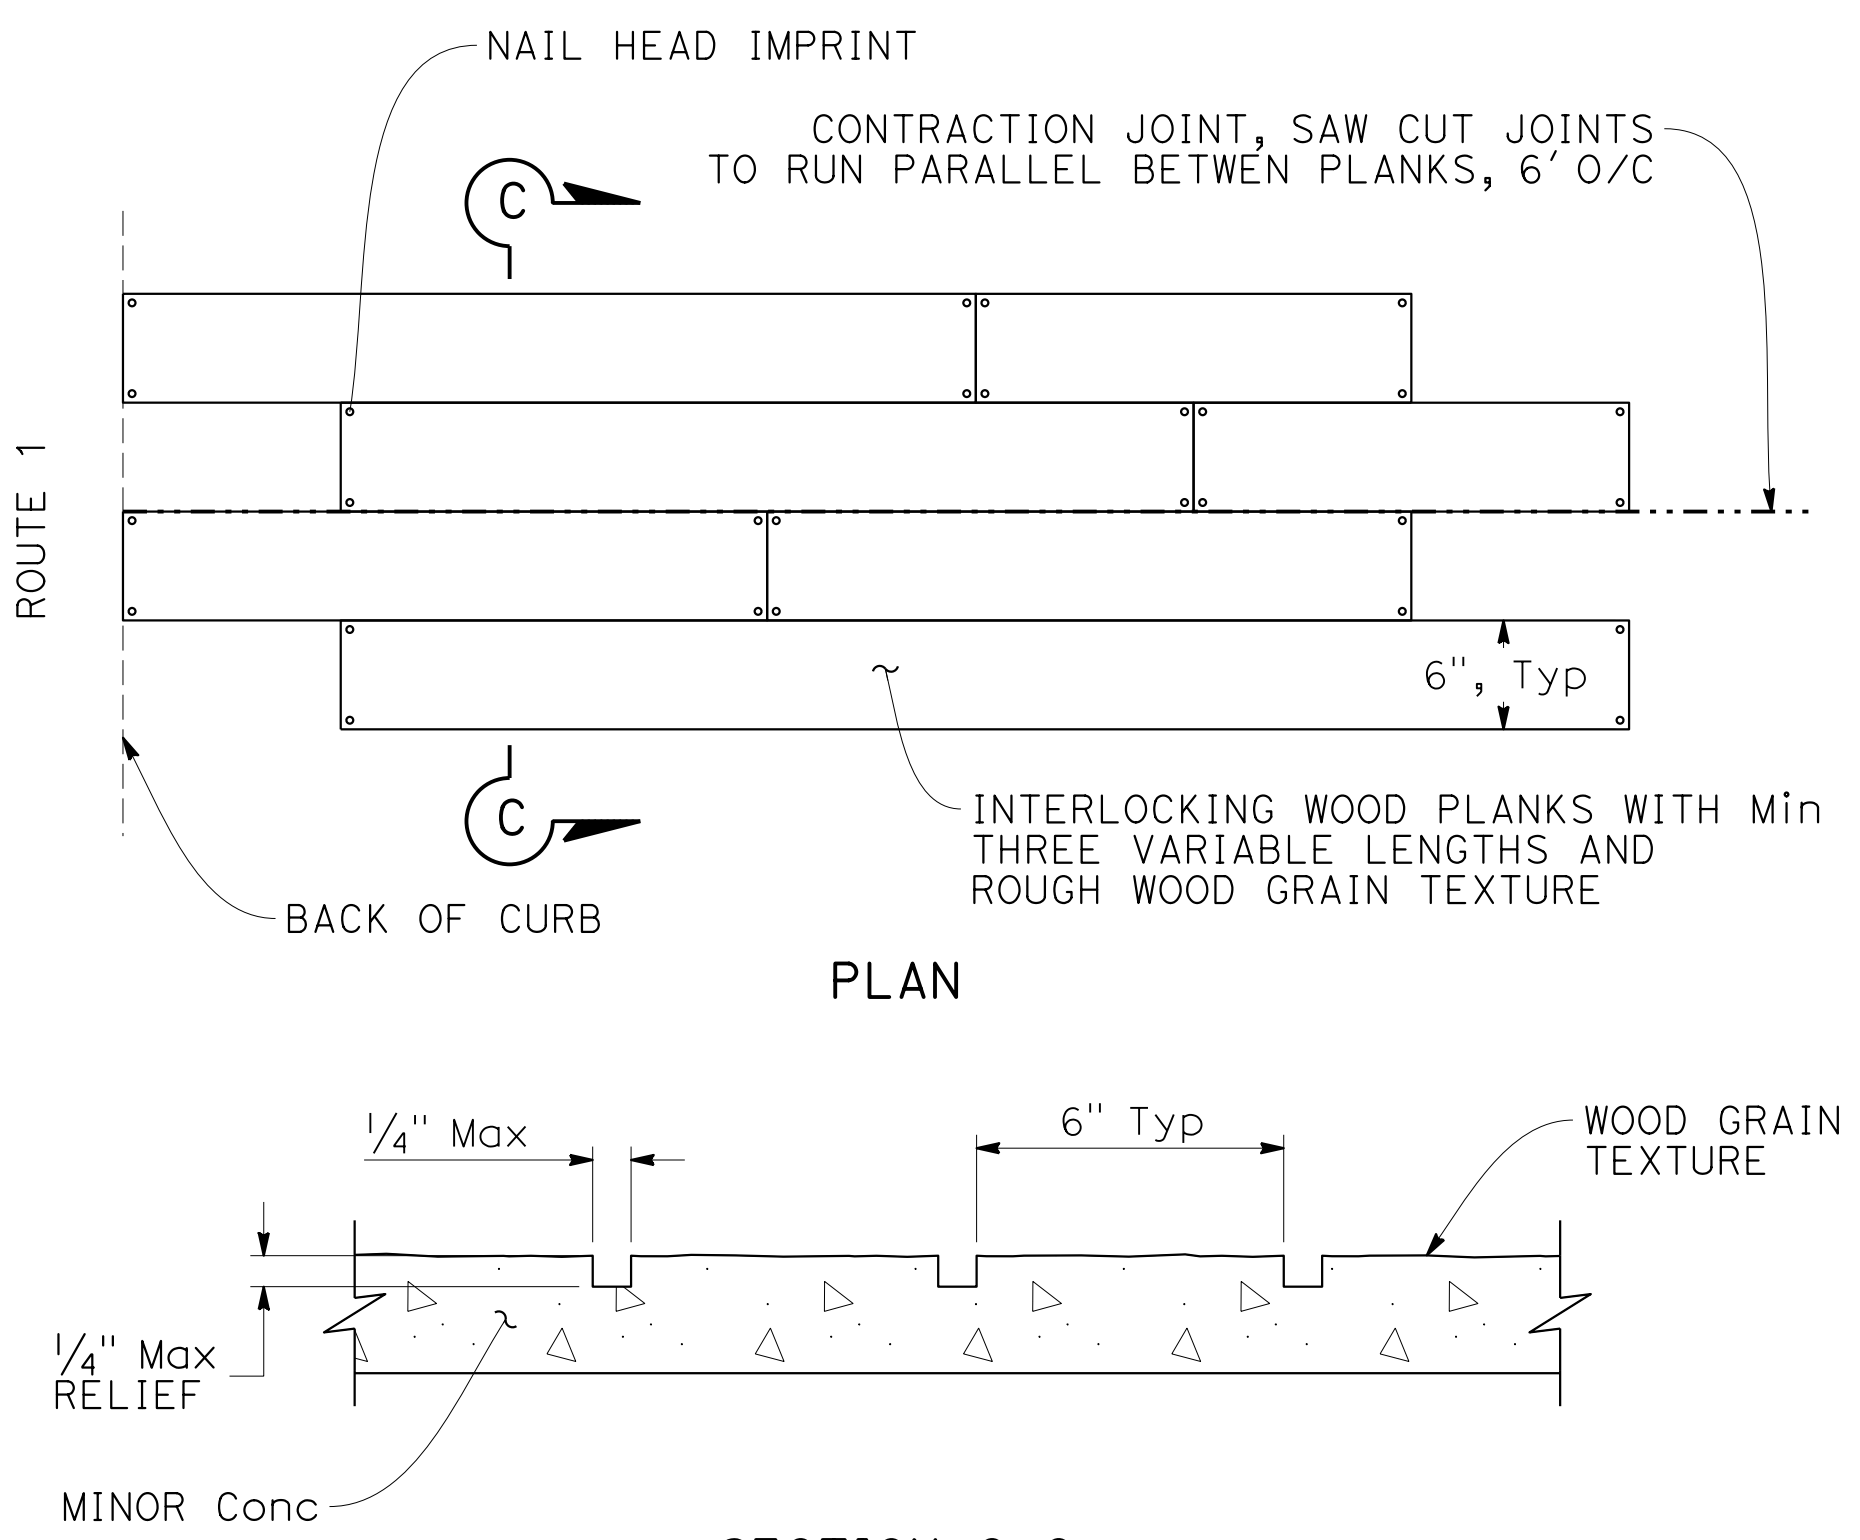 NAIL HEAD IMPRINT
CONTRACTION JOINT, SAW CUT JOINTS
TO RUN PARALLEL BETWEN PLANKS, 6' O/C
C
ROUTE 1
6", Typ
C
INTERLOCKING WOOD PLANKS WITH Min
THREE VARIABLE LENGTHS AND
ROUGH WOOD GRAIN TEXTURE
BACK OF CURB
PLAN
1/4" Max
6" Typ
WOOD GRAIN
TEXTURE
1/4" Max
RELIEF
MINOR Conc